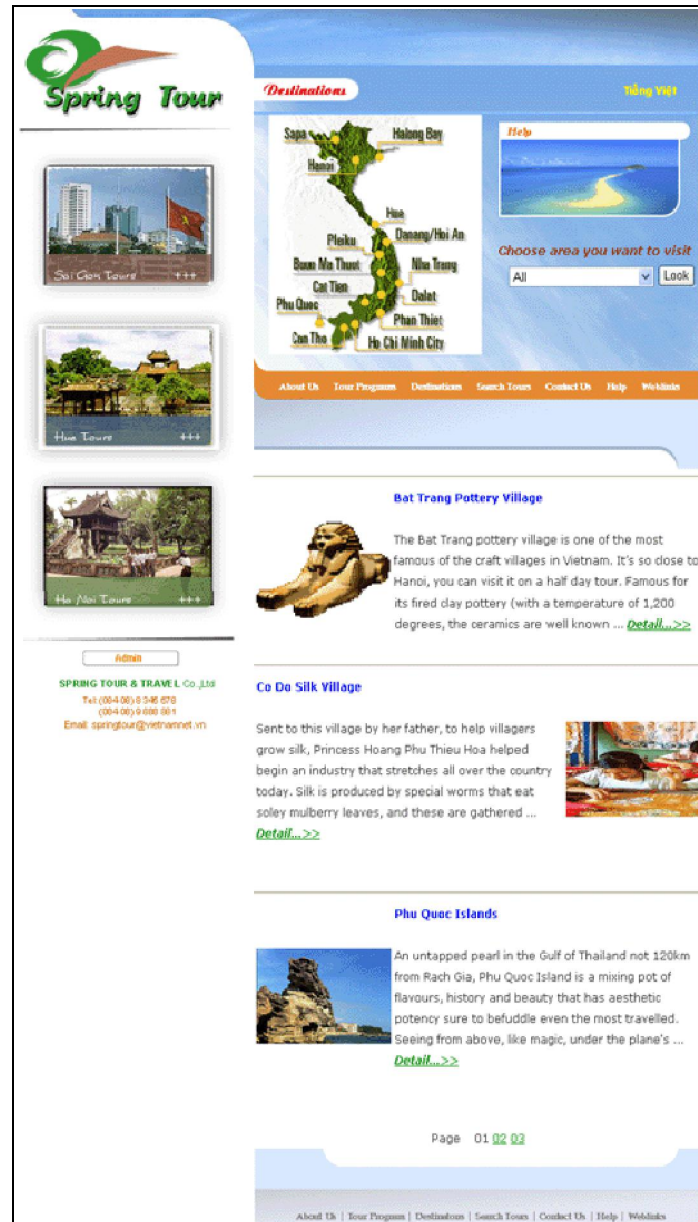 Spring Tour
Destinations
Tiếng Việt
Sapa
Halong Bay
Hanoi
Hue
Pleiku
Danang/Hoi An
Buon Ma Thuot
Nha Trang
Cat Tien
Dalat
Phu Quoc
Phan Thiet
Can Tho
Ho Chi Minh City
Help
Choose area you want to visit
All
Look
About Us Tour Programs Destinations Search Tours Contact Us Help Weblinks
Sai Gon Tours +++
Hue Tours +++
Ha Noi Tours +++
Admin
SPRING TOUR & TRAVEL Co.,Ltd
Email: springtour@vietnamnet.vn
Bat Trang Pottery Village
The Bat Trang pottery village is one of the most
famous of the craft villages in Vietnam. It's so close to
Hanoi, you can visit it on a half day tour. Famous for
its fired clay pottery (with a temperature of 1,200
degrees, the ceramics are well known ... Detail...>>
Co Do Silk Village
Sent to this village by her father, to help villagers
grow silk, Princess Hoang Phu Thieu Hoa helped
begin an industry that stretches all over the country
today. Silk is produced by special worms that eat
soley mulberry leaves, and these are gathered ...
Detail...>>
Phu Quoc Islands
An untapped pearl in the Gulf of Thailand not 120km
from Rach Gia, Phu Quoc Island is a mixing pot of
flavours, history and beauty that has aesthetic
potency sure to befuddle even the most travelled.
Seeing from above, like magic, under the plane's ...
Detail...>>
Page 01 02 03
About Us | Tour Programs | Destinations | Search Tours | Contact Us | Help | Weblinks